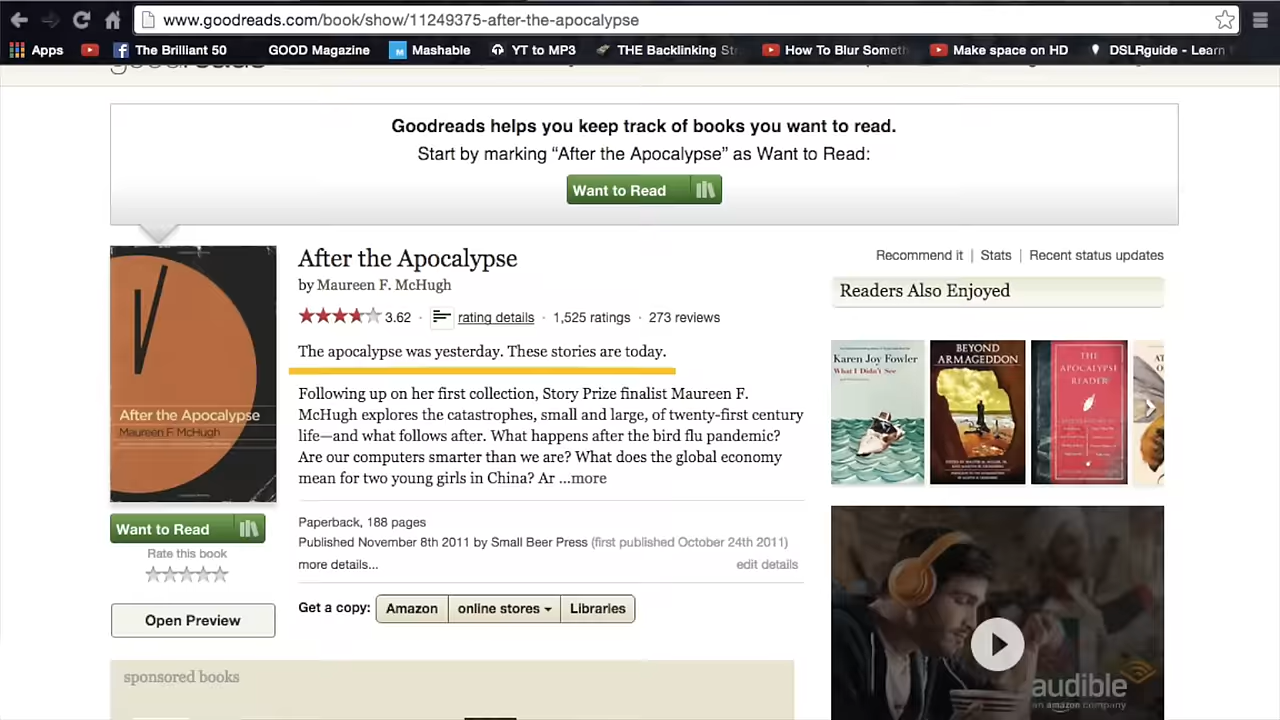 www.goodreads.com/book/show/11249375-after-the-apocalypse
Apps
The Brilliant 50
GOOD Magazine
Mashable
YT to MP3
THE Backlinking
How To Blur
Make space on HD
DSLRguide - Learn
Goodreads helps you keep track of books you want to read.
Start by marking “After the Apocalypse” as Want to Read:
Want to Read
After the Apocalypse
Maureen F McHugh
Want to Read
Rate this book
Open Preview
After the Apocalypse
by Maureen F. McHugh
3.62 · rating details · 1,525 ratings · 273 reviews
The apocalypse was yesterday. These stories are today.
Following up on her first collection, Story Prize finalist Maureen F.
McHugh explores the catastrophes, small and large, of twenty-first century
life—and what follows after. What happens after the bird flu pandemic?
Are our computers smarter than we are? What does the global economy
mean for two young girls in China? Ar ...more
Paperback, 188 pages
Published November 8th 2011 by Small Beer Press (first published October 24th 2011)
more details...
edit details
Get a copy:
Amazon
online stores
Libraries
sponsored books
Recommend it | Stats | Recent status updates
Readers Also Enjoyed
Karen Joy Fowler
What I Didn't See
BEYOND
ARMAGEDDON
THE
APOCALYPSE
READER
audible
an amazon company